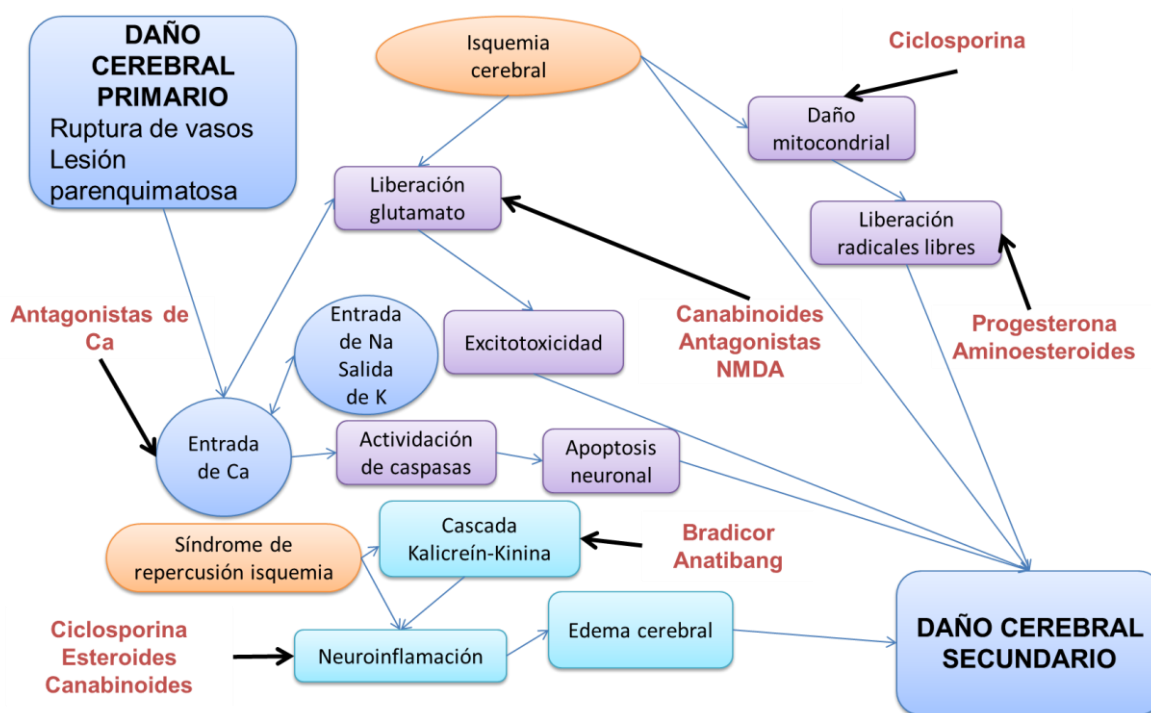 DAÑO
CEREBRAL
PRIMARIO
Ruptura de vasos
Lesión
parenquimatosa
Isquemia
cerebral
Ciclosporina
Daño
mitocondrial
Liberación
glutamato
Liberación
radicales libres
Antagonistas de
Ca
Entrada
de Na
Salida
de K
Excitotoxicidad
Canabinoides
Antagonistas
NMDA
Progesterona
Aminoesteroides
Entrada
de Ca
Actividación
de caspasas
Apoptosis
neuronal
Síndrome de
repercusión isquemia
Cascada
Kalicreín-Kinina
Bradicor
Anatibang
Ciclosporina
Esteroides
Canabinoides
Neuroinflamación
Edema cerebral
DAÑO CEREBRAL
SECUNDARIO